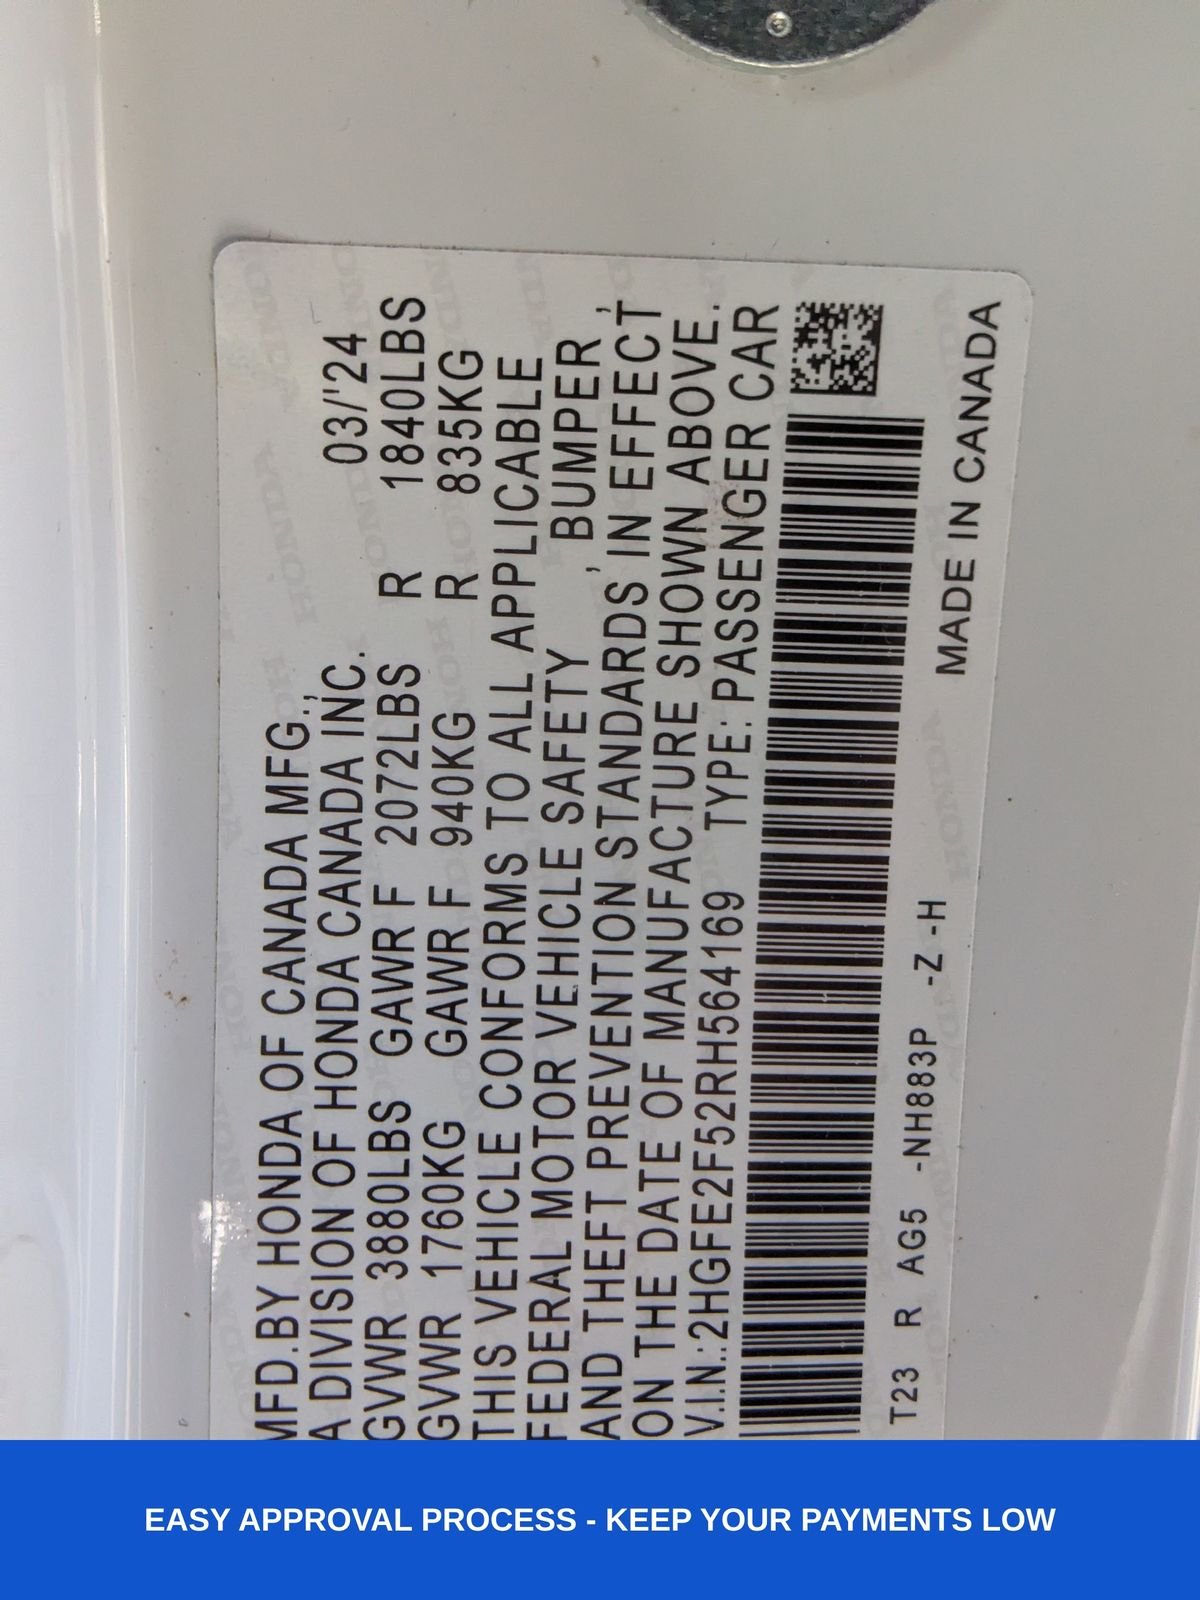 MFD.BY HONDA OF CANADA MFG.,
A DIVISION OF HONDA CANADA INC. 03/'24
GVWR 3880LBS GAWR F 2072LBS R 1840LBS
GVWR 1760KG GAWR F 940KG R 835KG
THIS VEHICLE CONFORMS TO ALL APPLICABLE
FEDERAL MOTOR VEHICLE SAFETY , BUMPER ,
AND THEFT PREVENTION STANDARDS IN EFFECT
ON THE DATE OF MANUFACTURE SHOWN ABOVE.
V.I.N.:2HGFE2F52RH564169 TYPE: PASSENGER CAR
T23 R AG5 -NH883P -Z -H MADE IN CANADA
EASY APPROVAL PROCESS - KEEP YOUR PAYMENTS LOW